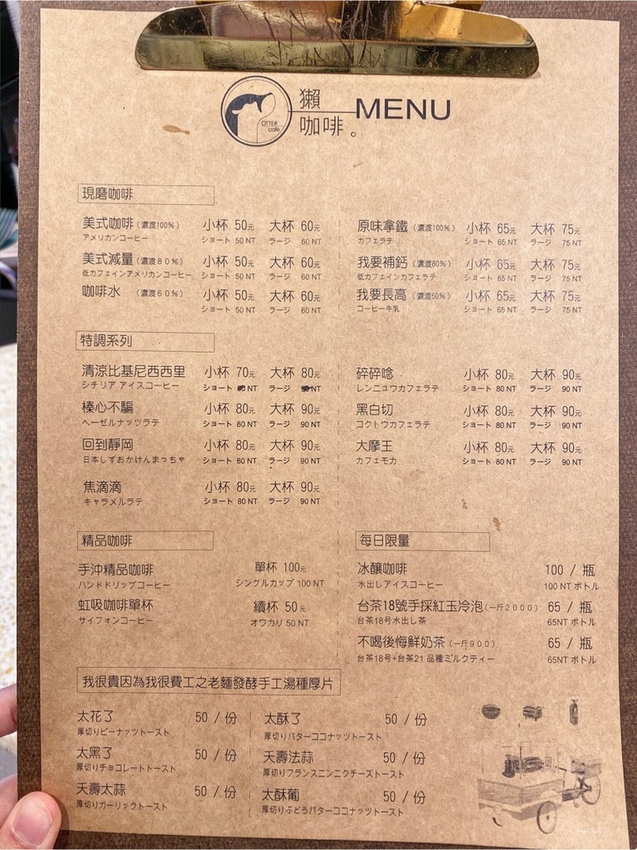 OTTER
café
獺
咖啡。
MENU
現磨咖啡
美式咖啡(濃渡100%) 小杯 50元 大杯 60元
アメリカンコーヒー ショート 50 NT ラージ 60 NT
美式減量(濃渡80%) 小杯 50元 大杯 60元
低カフェインアメリカンコーヒー ショート 50 NT ラージ 60 NT
咖啡水 (濃渡60%) 小杯 50元 大杯 60元
ショート 50 NT ラージ 60 NT
原味拿鐵(濃渡100%) 小杯 65元 大杯 75元
カフェラテ ショート 65 NT ラージ 75 NT
我要補鈣(濃渡80%) 小杯 65元 大杯 75元
低カフェインカフェラテ ショート 65 NT ラージ 75 NT
我要長高(濃渡50%) 小杯 65元 大杯 75元
コーヒー牛乳 ショート 65 NT ラージ 75 NT
特調系列
清涼比基尼西西里 小杯 70元 大杯 80元
シチリア アイスコーヒー ショート NT ラージ NT
榛心不騙 小杯 80元 大杯 90元
ヘーゼルナッツラテ ショート 80 NT ラージ 90 NT
回到靜岡 小杯 80元 大杯 90元
日本しずおかけんまっちゃ ショート 80 NT ラージ 90 NT
焦滴滴 小杯 80元 大杯 90元
キャラメルラテ ショート 80 NT ラージ 90 NT
碎碎唸 小杯 80元 大杯 90元
レンニュウカフェラテ ショート 80 NT ラージ 90 NT
黑白切 小杯 80元 大杯 90元
コクトウカフェラテ ショート 80 NT ラージ 90 NT
大摩王 小杯 80元 大杯 90元
カフェモカ ショート 80 NT ラージ 90 NT
精品咖啡
手沖精品咖啡 單杯 100元
ハンドドリップコーヒー シングルカップ 100 NT
虹吸咖啡單杯 續杯 50元
サイフォンコーヒー オワカリ 50 NT
每日限量
冰釀咖啡 100 / 瓶
水出しアイスコーヒー 100 NT ボトル
台茶18號手採紅玉冷泡(一斤2000) 65 / 瓶
台茶18号水出し茶 65NT ボトル
不喝後悔鮮奶茶(一斤900) 65 / 瓶
台茶18号+台茶21 品種ミルクティー 65NT ボトル
我很貴因為我很費工之老麵發酵手工湯種厚片
太花了 50 / 份
厚切りピーナッツトースト
太黑了 50 / 份
厚切りチョコレートトースト
夭壽太蒜 50 / 份
厚切りガーリックトースト
太酥了 50 / 份
厚切りバターココナッツトースト
夭壽法蒜 50 / 份
厚切りフランスニンニクチーズトースト
太酥葡 50 / 份
厚切りぶどうバターココナッツトースト